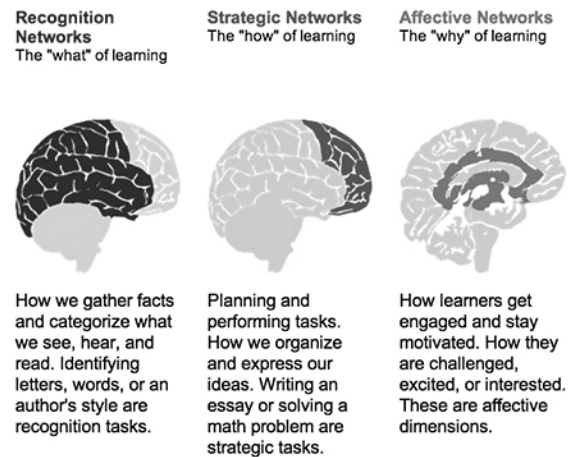 Recognition
Networks
The "what" of learning
Strategic Networks
The "how" of learning
Affective Networks
The "why" of learning
How we gather facts
and categorize what
we see, hear, and
read. Identifying
letters, words, or an
author's style are
recognition tasks.
Planning and
performing tasks.
How we organize
and express our
ideas. Writing an
essay or solving a
math problem are
strategic tasks.
How learners get
engaged and stay
motivated. How they
are challenged,
excited, or interested.
These are affective
dimensions.